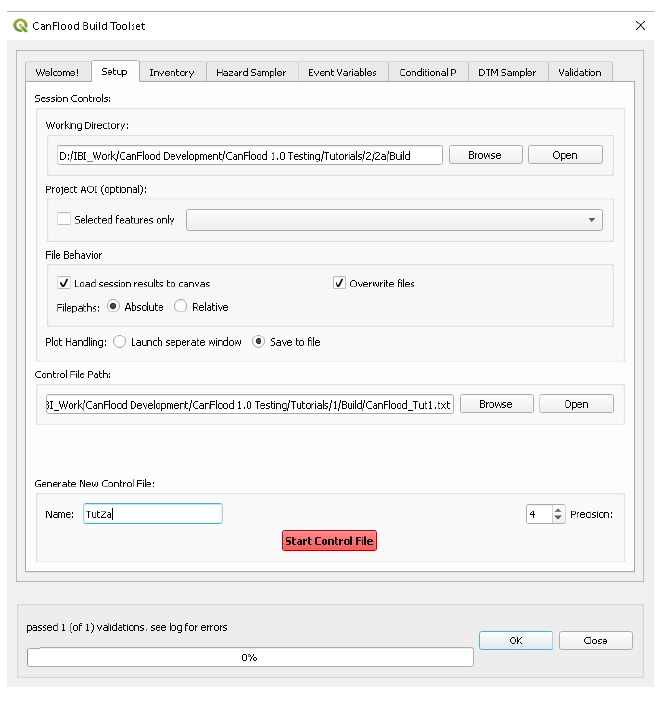 CanFlood Build Toolset
Welcome! Setup Inventory Hazard Sampler Event Variables Conditional P DTM Sampler Validation
Session Controls:
Working Directory:
D:/IBI_Work/CanFlood Development/CanFlood 1.0 Testing/Tutorials/2/2a/Build Browse Open
Project AOI (optional):
Selected features only
File Behavior
Load session results to canvas Overwrite files
Filepaths: Absolute Relative
Plot Handling: Launch seperate window Save to file
Control File Path:
BI_Work/CanFlood Development/CanFlood 1.0 Testing/Tutorials/1/Build/CanFlood_Tut1.txt Browse Open
Generate New Control File:
Name: Tut2a 4 Precision:
Start Control File
passed 1 (of 1) validations. see log for errors
OK Close
0%